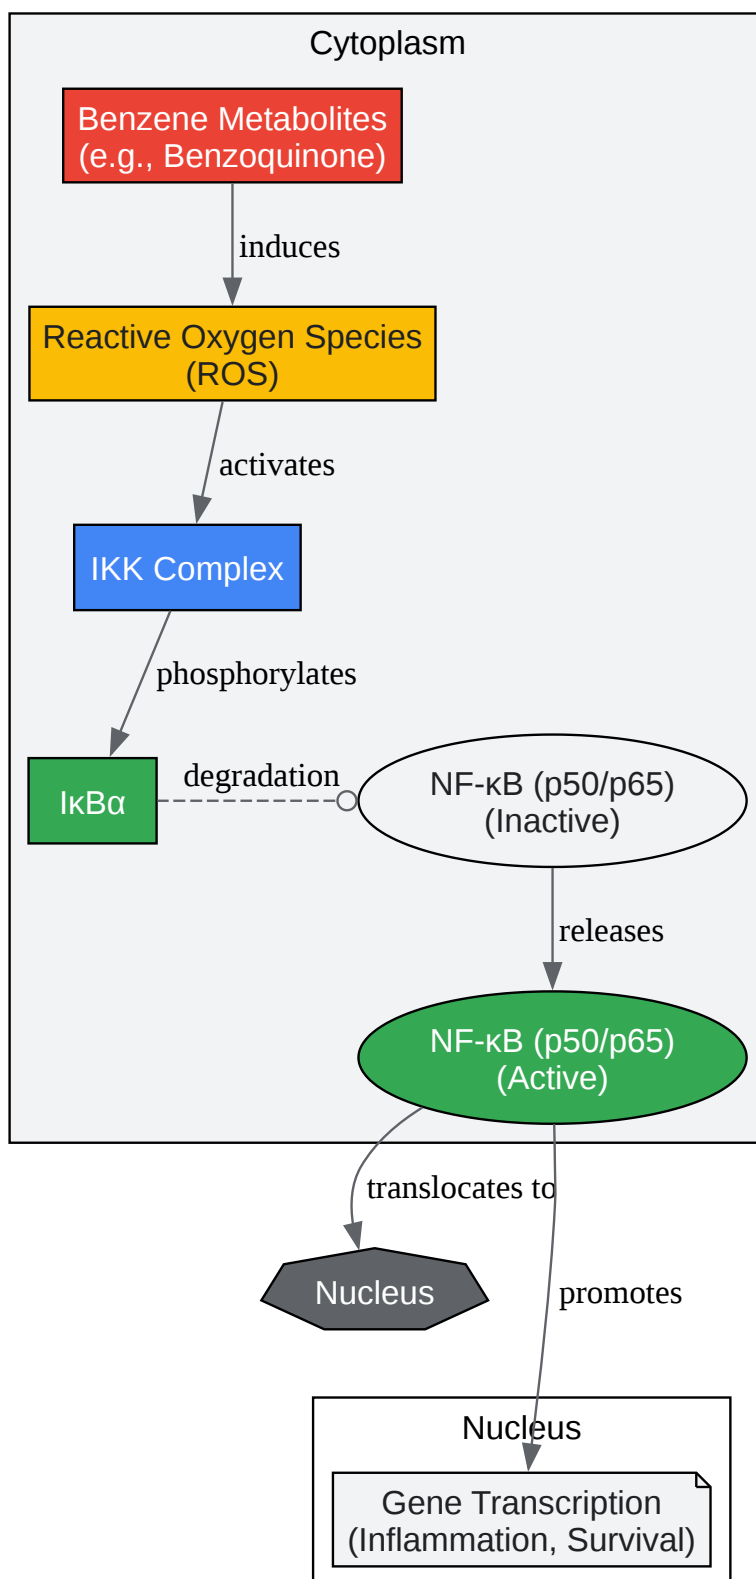 Cytoplasm
Benzene Metabolites
(e.g., Benzoquinone)
induces
Reactive Oxygen Species
(ROS)
activates
IKK Complex
phosphorylates
IκBα
degradation
NF-κB (p50/p65)
(Inactive)
releases
NF-κB (p50/p65)
(Active)
translocates to
Nucleus
promotes
Nucleus
Gene Transcription
(Inflammation, Survival)